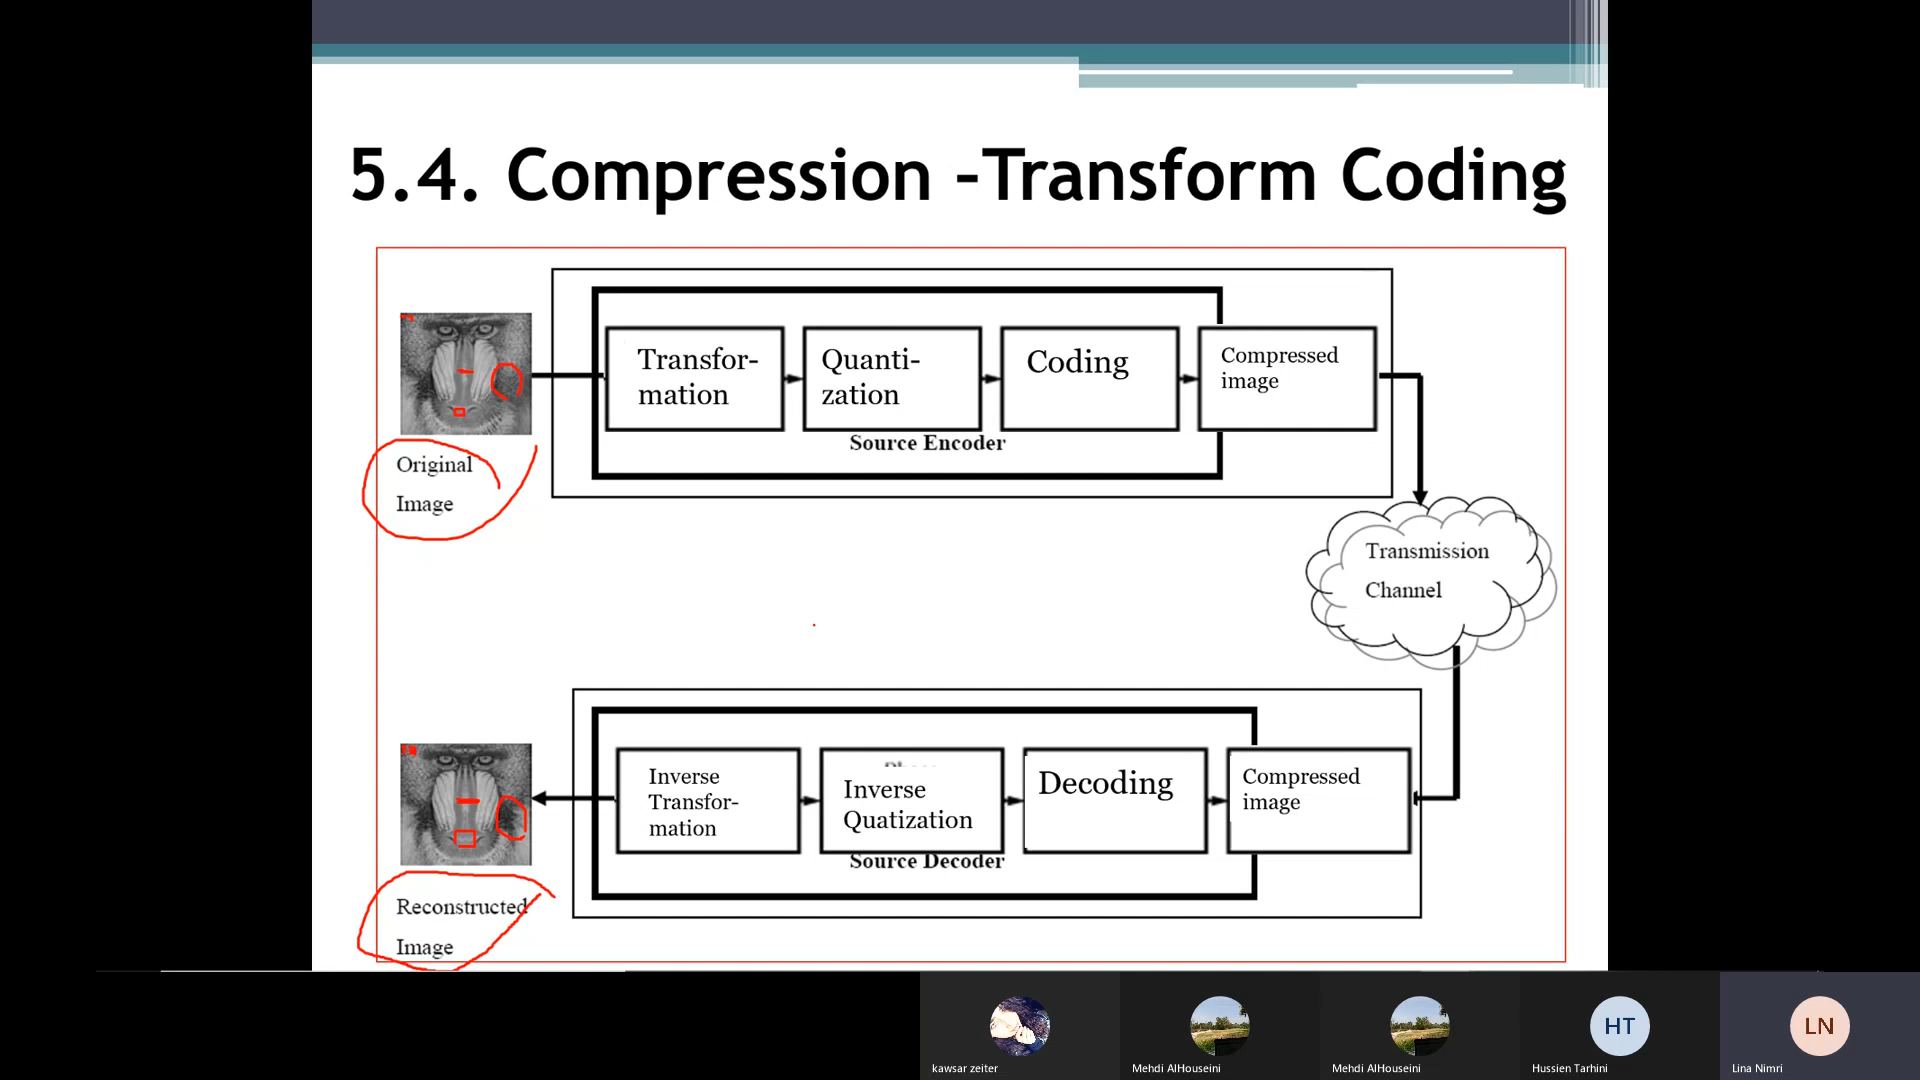 5.4. Compression -Transform Coding
Transfor-
mation
Quanti-
zation
Coding
Compressed
image
Source Encoder
Original
Image
Transmission
Channel
Inverse
Transfor-
mation
Inverse
Quatization
Decoding
Compressed
image
Source Decoder
Reconstructed
Image
HT
LN
kawsar zeiter
Mehdi AlHouseini
Mehdi AlHouseini
Hussien Tarhini
Lina Nimri